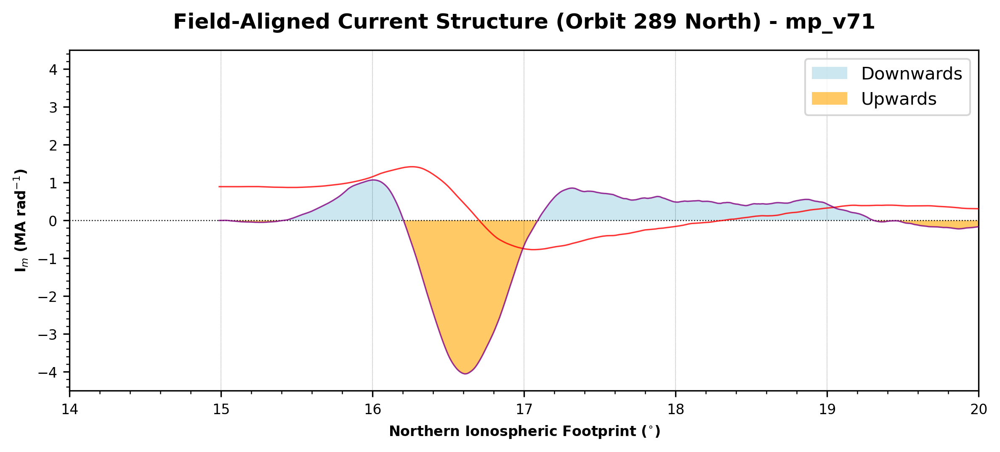 Field-Aligned Current Structure (Orbit 289 North) - mp_v71
Downwards
Upwards
4
3
2
1
0
−1
−2
−3
−4
I_m (MA rad⁻¹)
14 15 16 17 18 19 20
Northern Ionospheric Footprint (°)